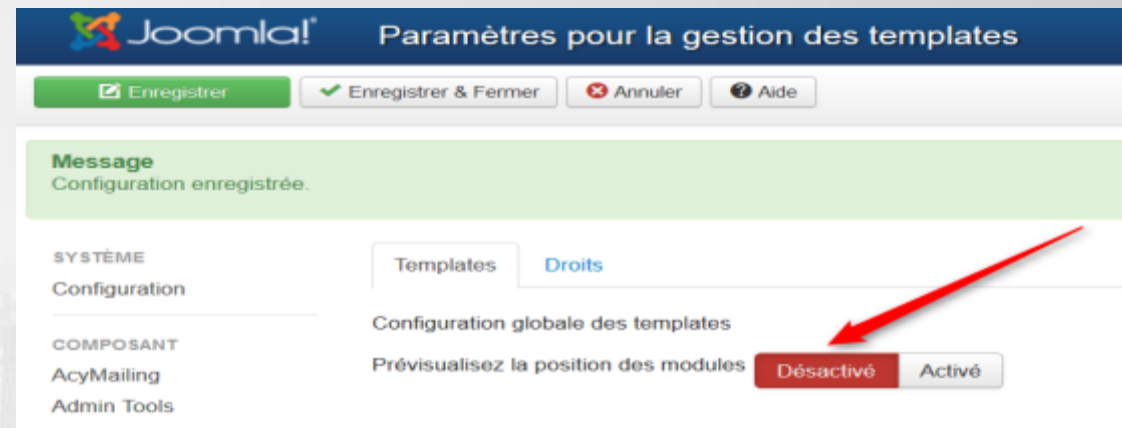 Joomla! Paramètres pour la gestion des templates
Enregistrer Enregistrer & Fermer Annuler Aide
Message
Configuration enregistrée.
SYSTÈME
Configuration
COMPOSANT
AcyMailing
Admin Tools
Templates Droits
Configuration globale des templates
Prévisualisez la position des modules Désactivé Activé